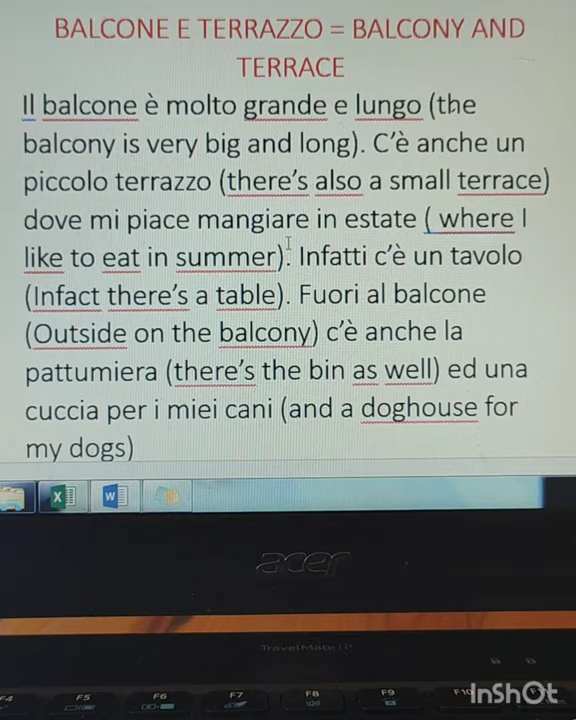 BALCONE E TERRAZZO = BALCONY AND
TERRACE
Il balcone è molto grande e lungo (the
balcony is very big and long). C’è anche un
piccolo terrazzo (there’s also a small terrace)
dove mi piace mangiare in estate ( where I
like to eat in summer). Infatti c’è un tavolo
(Infact there’s a table). Fuori al balcone
(Outside on the balcony) c’è anche la
pattumiera (there’s the bin as well) ed una
cuccia per i miei cani (and a doghouse for
my dogs)
acer
TravelMate P
F4 F5 F6 F7 F8 F9 F10
InShOt